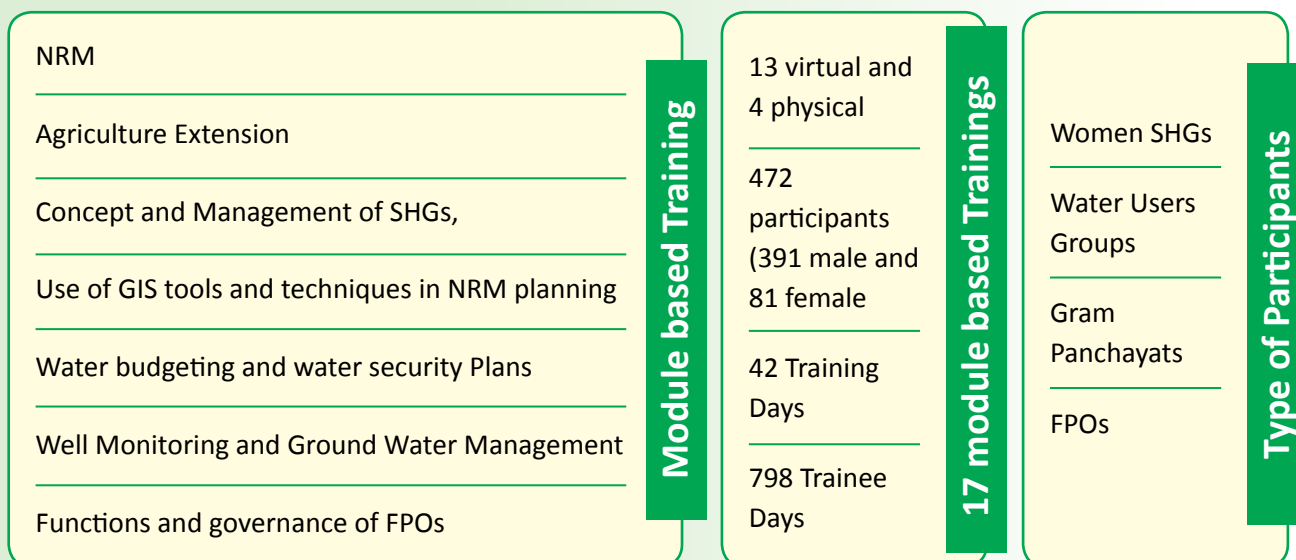 NRM
Agriculture Extension
Concept and Management of SHGs,
Use of GIS tools and techniques in NRM planning
Water budgeting and water security Plans
Well Monitoring and Ground Water Management
Functions and governance of FPOs
Module based Training
13 virtual and
4 physical
472
participants
(391 male and
81 female
42 Training
Days
798 Trainee
Days
17 module based Trainings
Women SHGs
Water Users
Groups
Gram
Panchayats
FPOs
Type of Participants